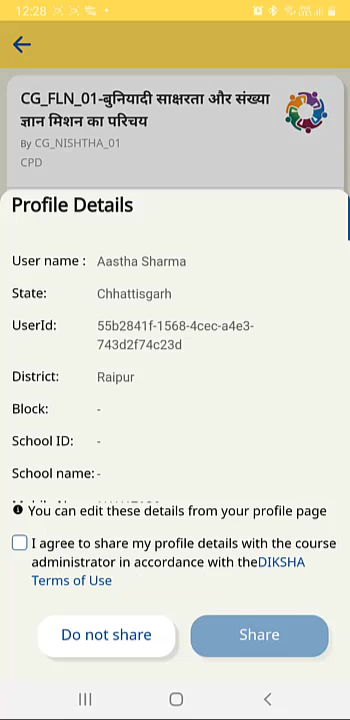 12:28
CG_FLN_01-बुनियादी साक्षरता और संख्या
ज्ञान मिशन का परिचय
By CG_NISHTHA_01
CPD
Profile Details
User name : Aastha Sharma
State: Chhattisgarh
UserId: 55b2841f-1568-4cec-a4e3-
743d2f74c23d
District: Raipur
Block: -
School ID: -
School name: -
You can edit these details from your profile page
I agree to share my profile details with the course
administrator in accordance with theDIKSHA
Terms of Use
Do not share Share